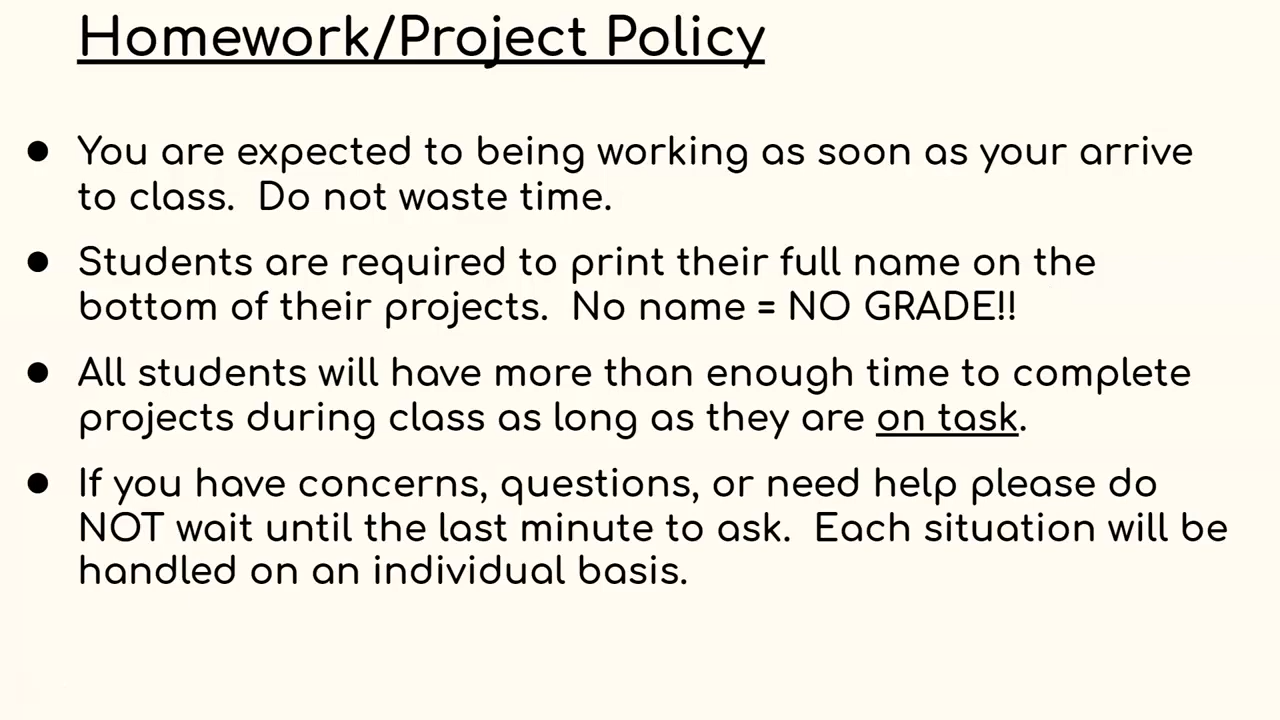 Homework/Project Policy
● You are expected to being working as soon as your arrive
to class.  Do not waste time.
● Students are required to print their full name on the
bottom of their projects.  No name = NO GRADE!!
● All students will have more than enough time to complete
projects during class as long as they are on task.
● If you have concerns, questions, or need help please do
NOT wait until the last minute to ask.  Each situation will be
handled on an individual basis.